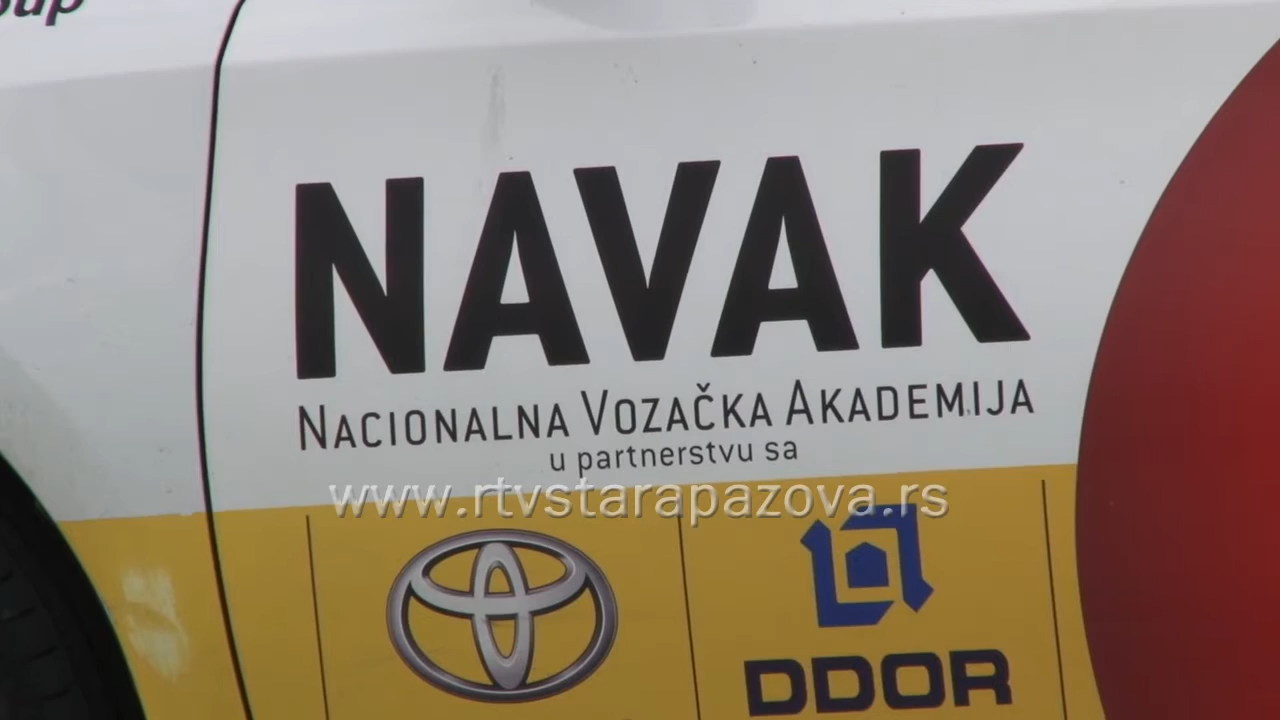 NAVAK
NACIONALNA VOZAČKA AKADEMIJA
u partnerstvu sa
www.rtvstarapazova.rs
DDOR